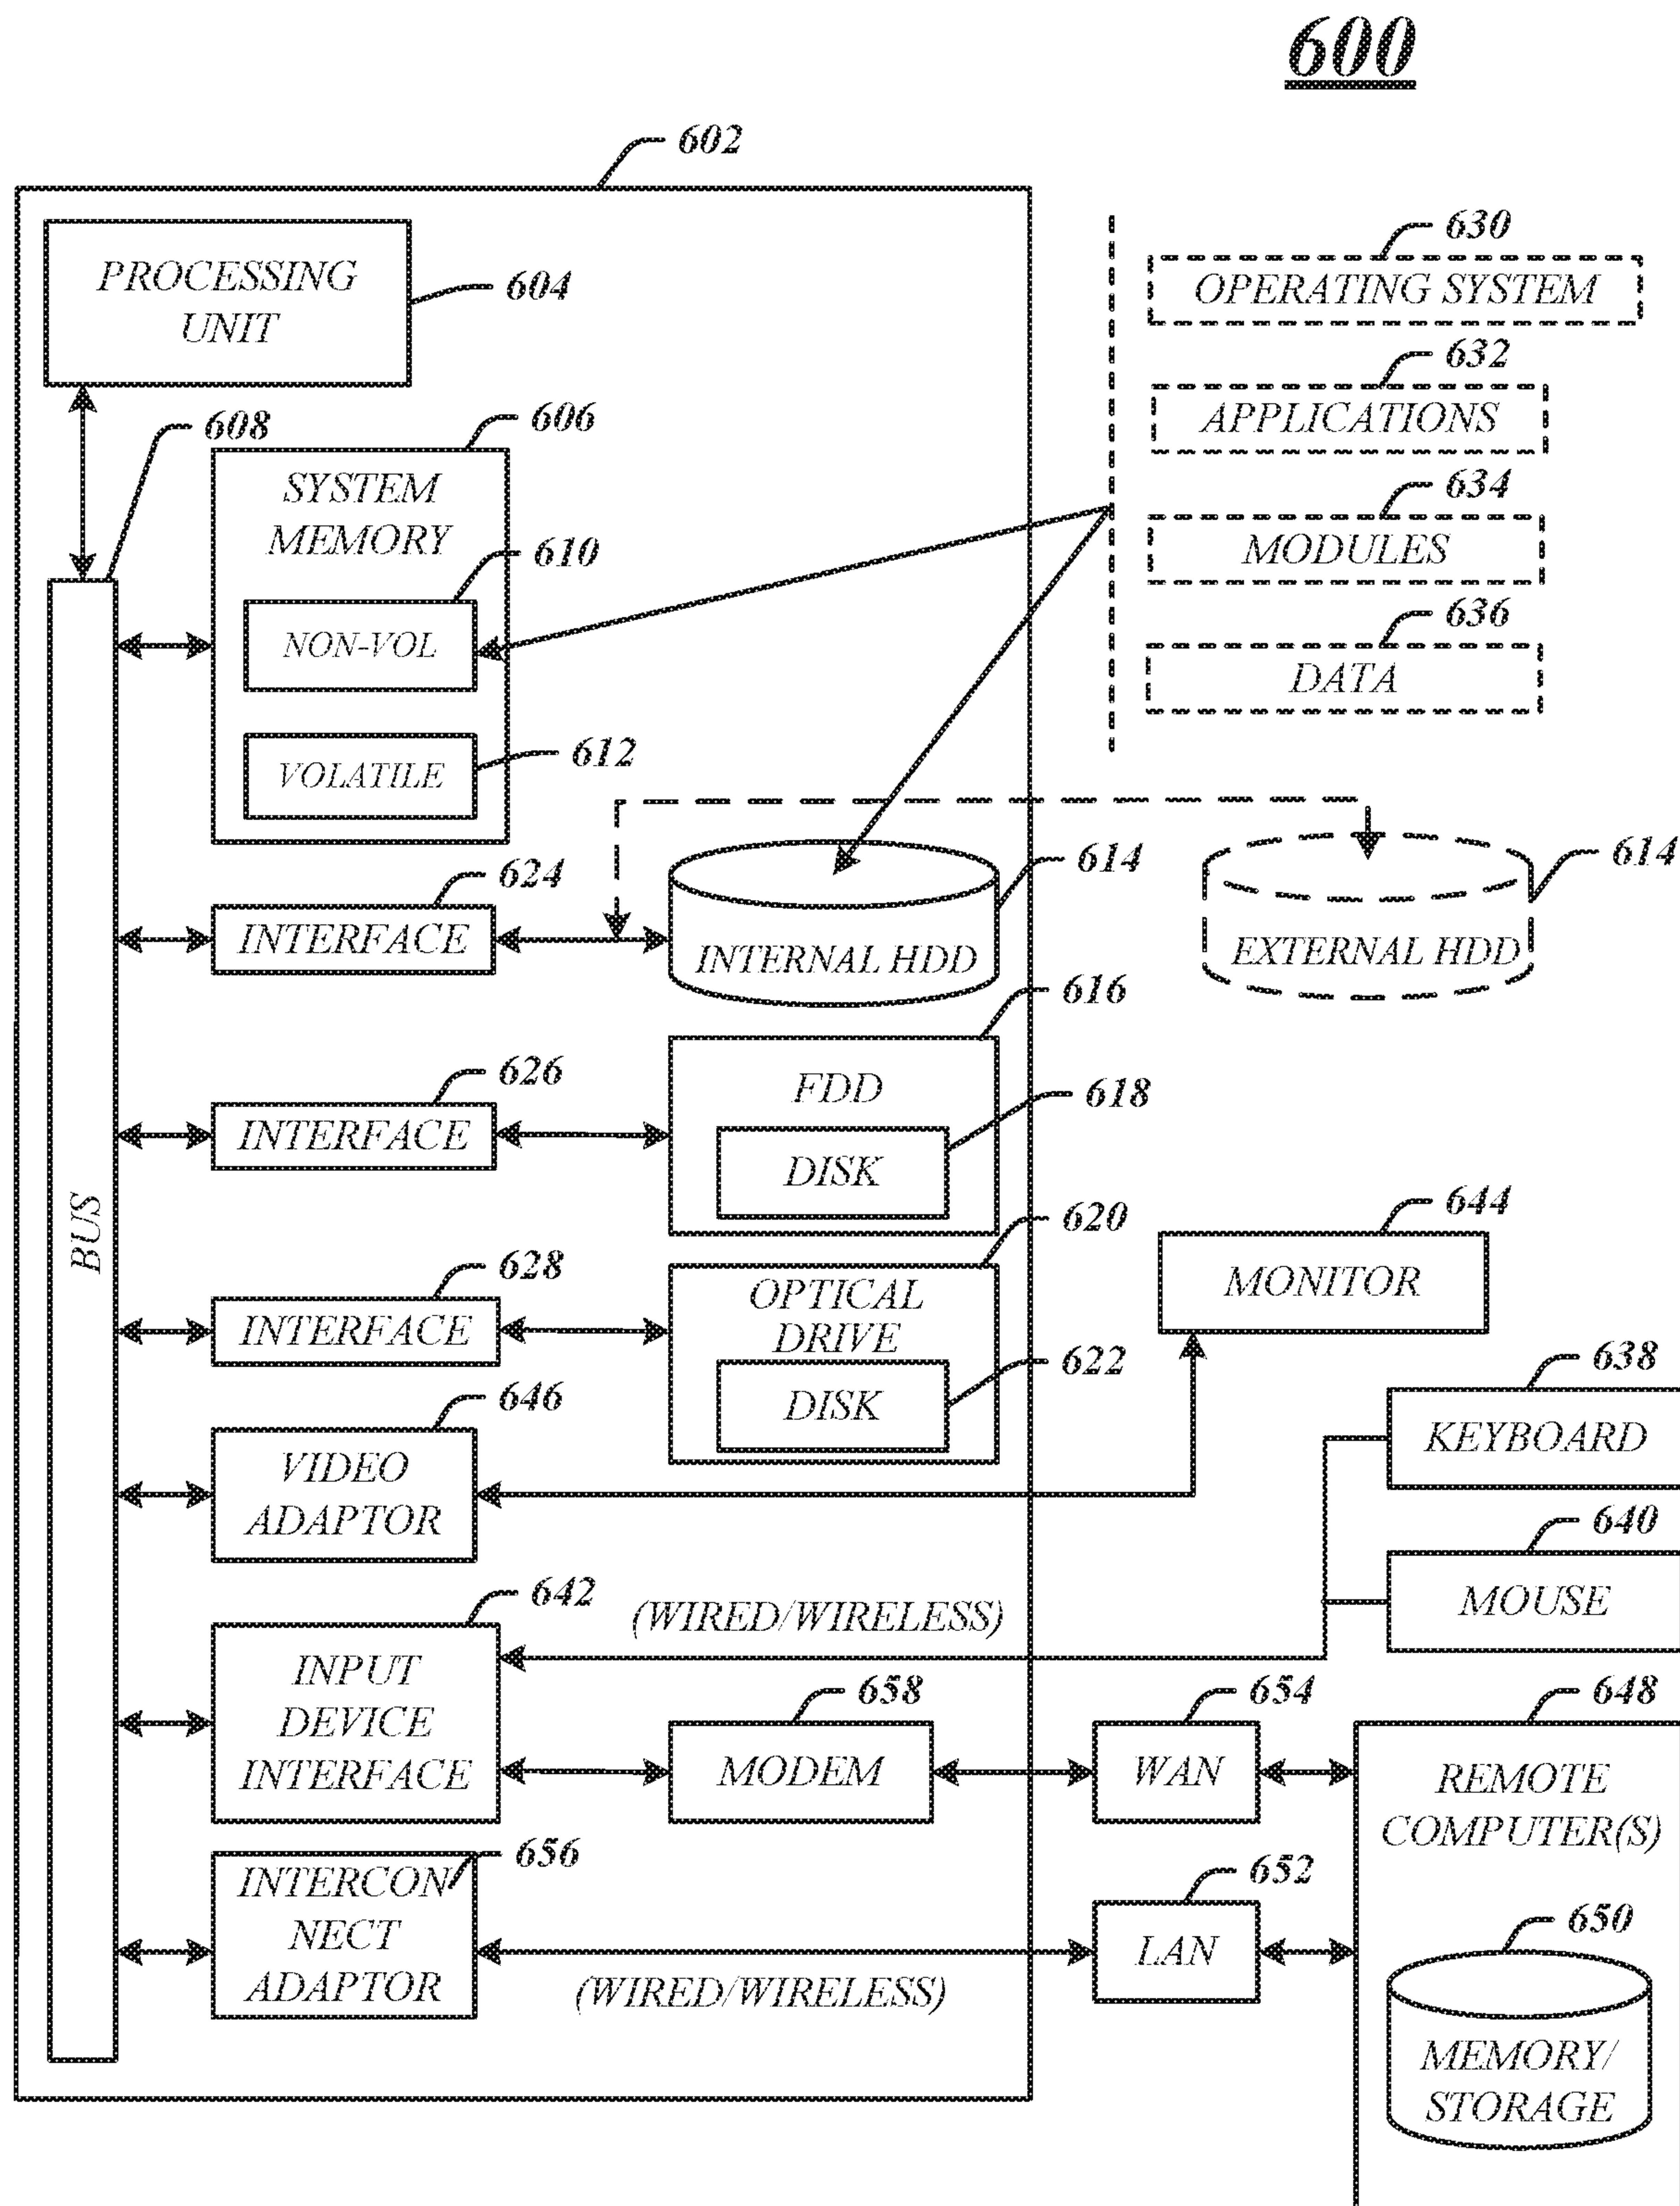 600
602
PROCESSING
UNIT
604
608
606
SYSTEM
MEMORY
610
NON-VOL
612
VOLATILE
630
OPERATING SYSTEM
632
APPLICATIONS
634
MODULES
636
DATA
BUS
624
INTERFACE
614
INTERNAL HDD
614
EXTERNAL HDD
626
INTERFACE
616
FDD
618
DISK
628
INTERFACE
620
OPTICAL
DRIVE
622
DISK
644
MONITOR
646
VIDEO
ADAPTOR
638
KEYBOARD
640
MOUSE
642
INPUT
DEVICE
INTERFACE
(WIRED/WIRELESS)
658
MODEM
654
WAN
648
REMOTE
COMPUTER(S)
656
INTERCON
NECT
ADAPTOR
(WIRED/WIRELESS)
652
LAN
650
MEMORY/
STORAGE